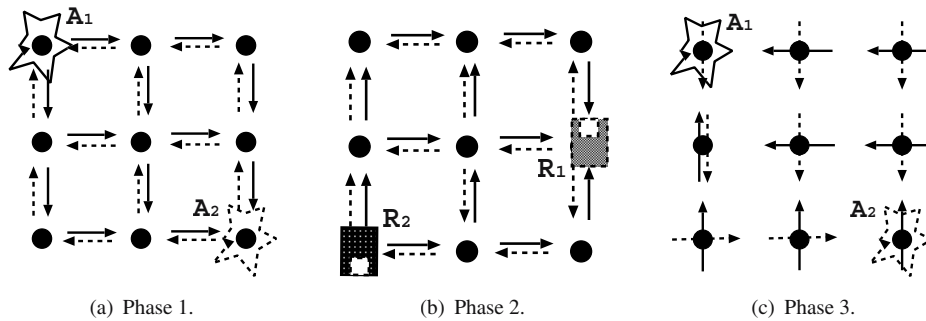 A1
A2
(a) Phase 1.
R1
R2
(b) Phase 2.
A1
A2
(c) Phase 3.